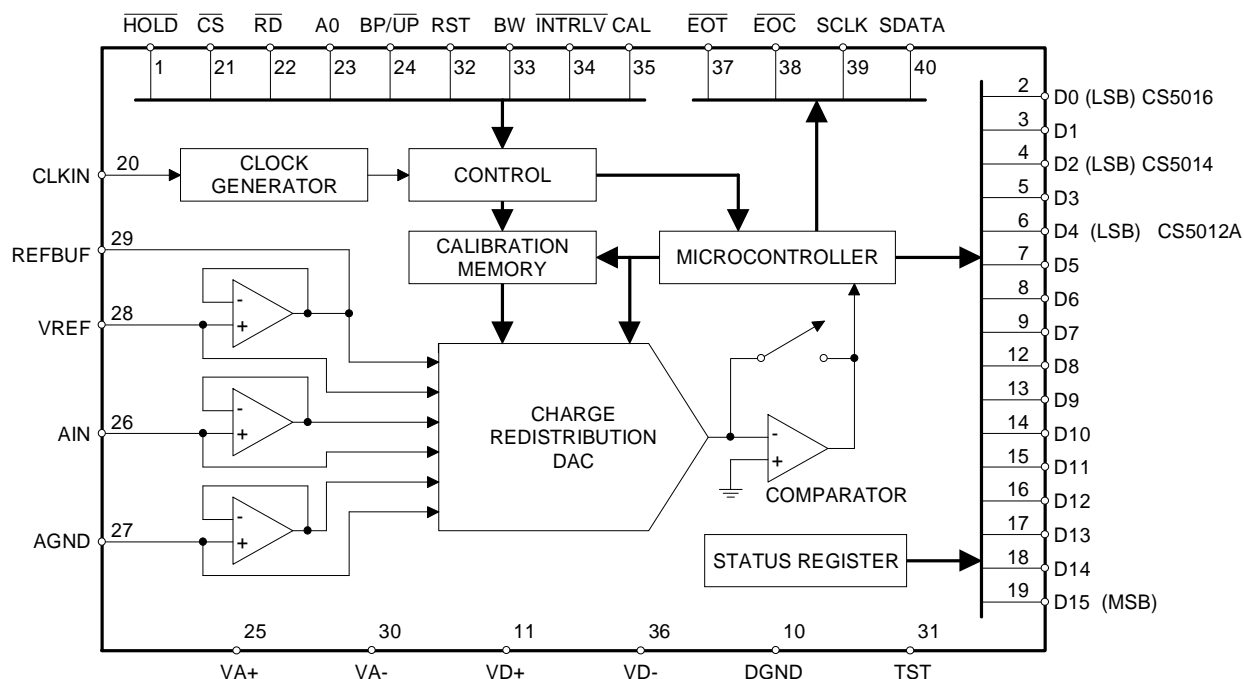 HOLD CS RD A0 BP/UP RST BW INTRLV CAL EOT EOC SCLK SDATA
1 21 22 23 24 32 33 34 35 37 38 39 40
2 D0 (LSB) CS5016
3 D1
4 D2 (LSB) CS5014
5 D3
6 D4 (LSB) CS5012A
7 D5
8 D6
9 D7
12 D8
13 D9
14 D10
15 D11
16 D12
17 D13
18 D14
19 D15 (MSB)
CLKIN 20
CLOCK
GENERATOR
CONTROL
REFBUF 29
CALIBRATION
MEMORY
MICROCONTROLLER
VREF 28
-
+
AIN 26
-
+
AGND 27
-
+
CHARGE
REDISTRIBUTION
DAC
-
+
COMPARATOR
STATUS REGISTER
25 30 11 36 10 31
VA+ VA- VD+ VD- DGND TST